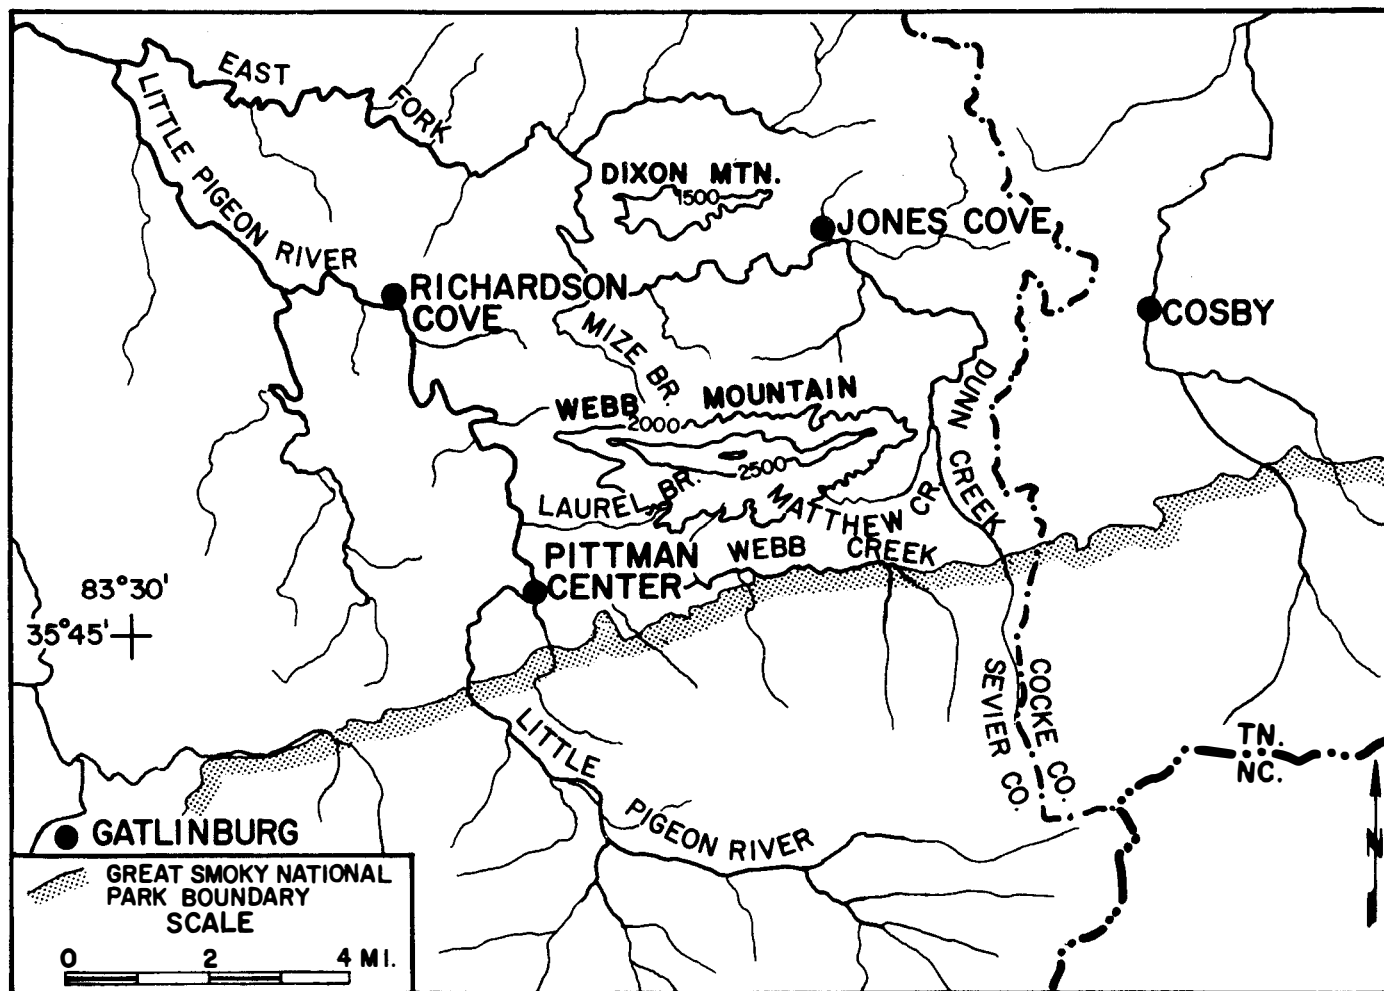 EAST
FORK
LITTLE PIGEON RIVER
DIXON MTN.
1500
JONES COVE
RICHARDSON
COVE
COSBY
MIZE BR.
WEBB MOUNTAIN
2000
2500
DUNN CREEK
LAUREL BR.
MATTHEW CR.
WEBB CREEK
PITTMAN
CENTER
83°30'
35°45'
SEVIER CO.
COCKE CO.
LITTLE
PIGEON RIVER
TN.
NC.
N
GATLINBURG
GREAT SMOKY NATIONAL
PARK BOUNDARY
SCALE
0 2 4 MI.